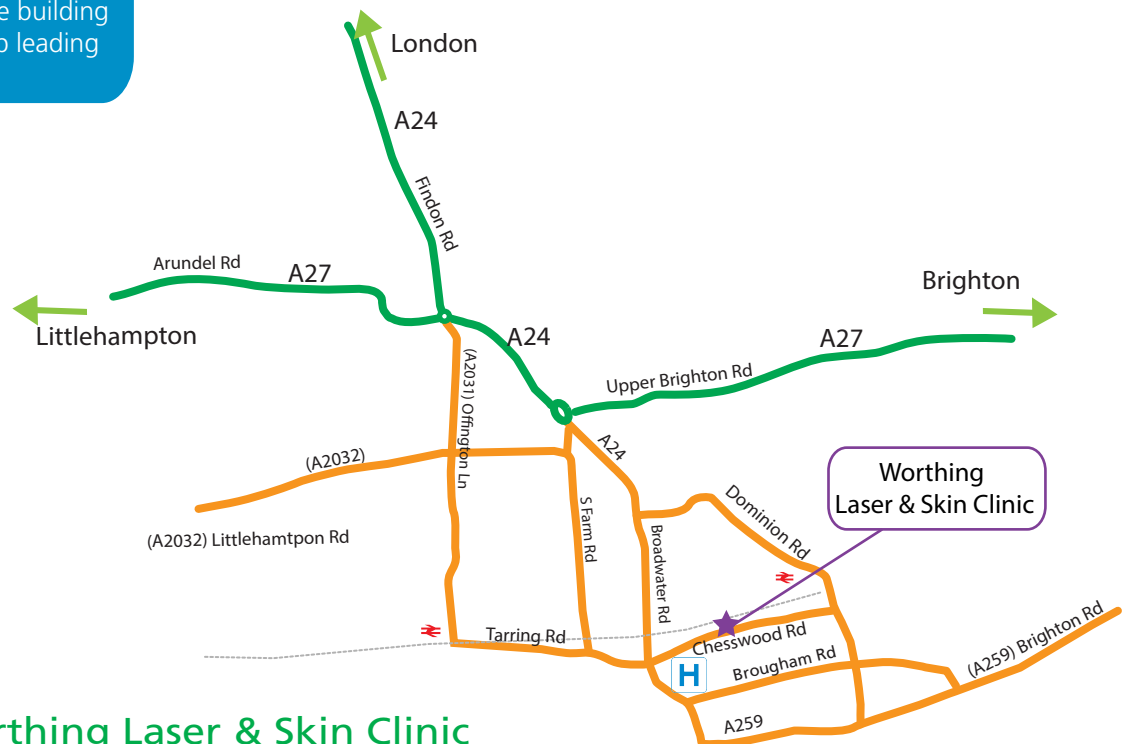 e building
leading
London
A24
Findon Rd
Arundel Rd
A27
Littlehampton
Brighton
A24
A27
Upper Brighton Rd
(A2031) Offington Ln
(A2032)
A24
Worthing
Laser & Skin Clinic
Dominion Rd
S Farm Rd
Broadwater Rd
(A2032) Littlehamtpon Rd
Tarring Rd
Chesswood Rd
(A259) Brighton Rd
Brougham Rd
H
A259
rthing Laser & Skin Clinic